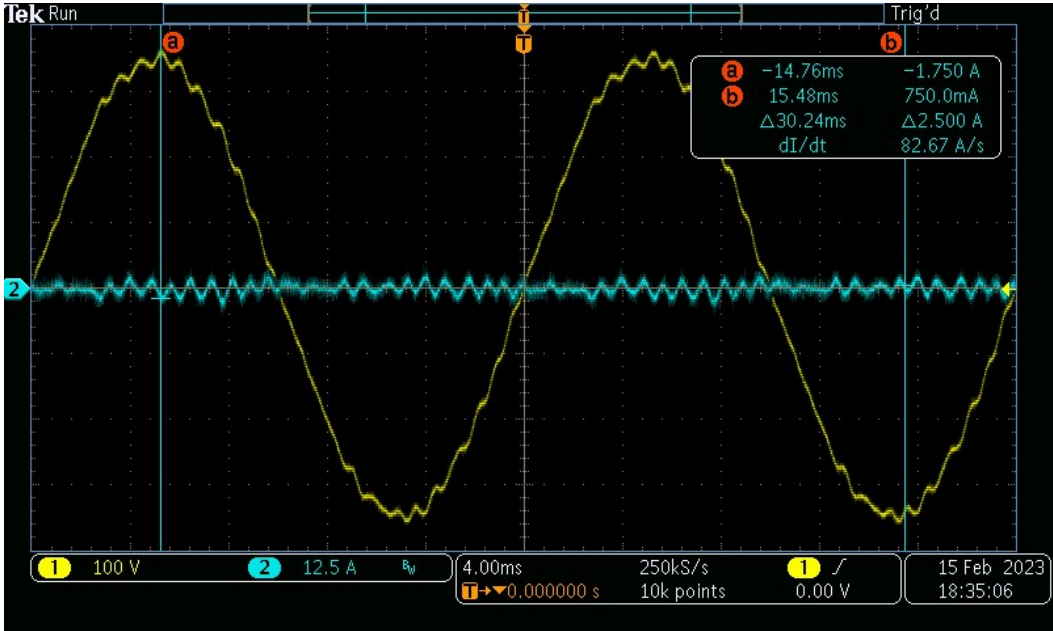 Tek Run Trig'd
T
T
a b
a −14.76ms −1.750 A
b 15.48ms 750.0mA
Δ30.24ms Δ2.500 A
dI/dt 82.67 A/s
2
1 100 V 2 12.5 A BW 4.00ms 250kS/s 1 15 Feb 2023
T→▼0.000000 s 10k points 0.00 V 18:35:06